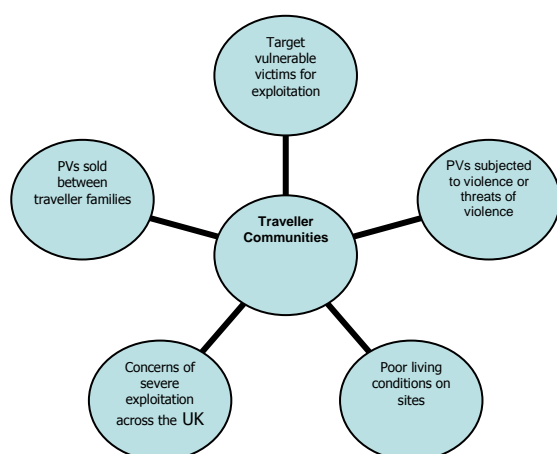 Target
vulnerable
victims for
exploitation
PVs sold
between
traveller families
PVs subjected
to violence or
threats of
violence
Traveller
Communities
Concerns of
severe
exploitation
across the UK
Poor living
conditions on
sites